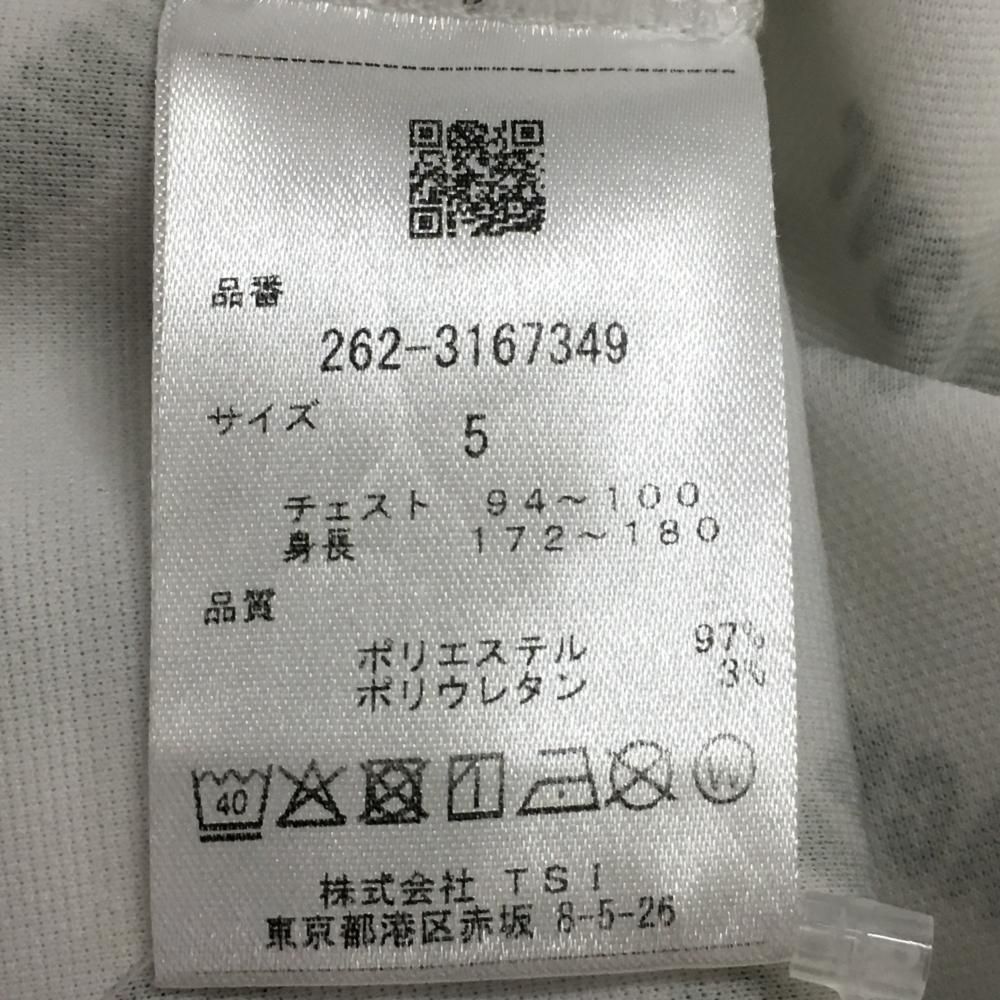 品番
262-3167349
サイズ 5
チェスト 94~100
身長 172~180
品質
ポリエステル 97%
ポリウレタン 3%
40
株式会社 TSI
東京都港区赤坂 8-5-26